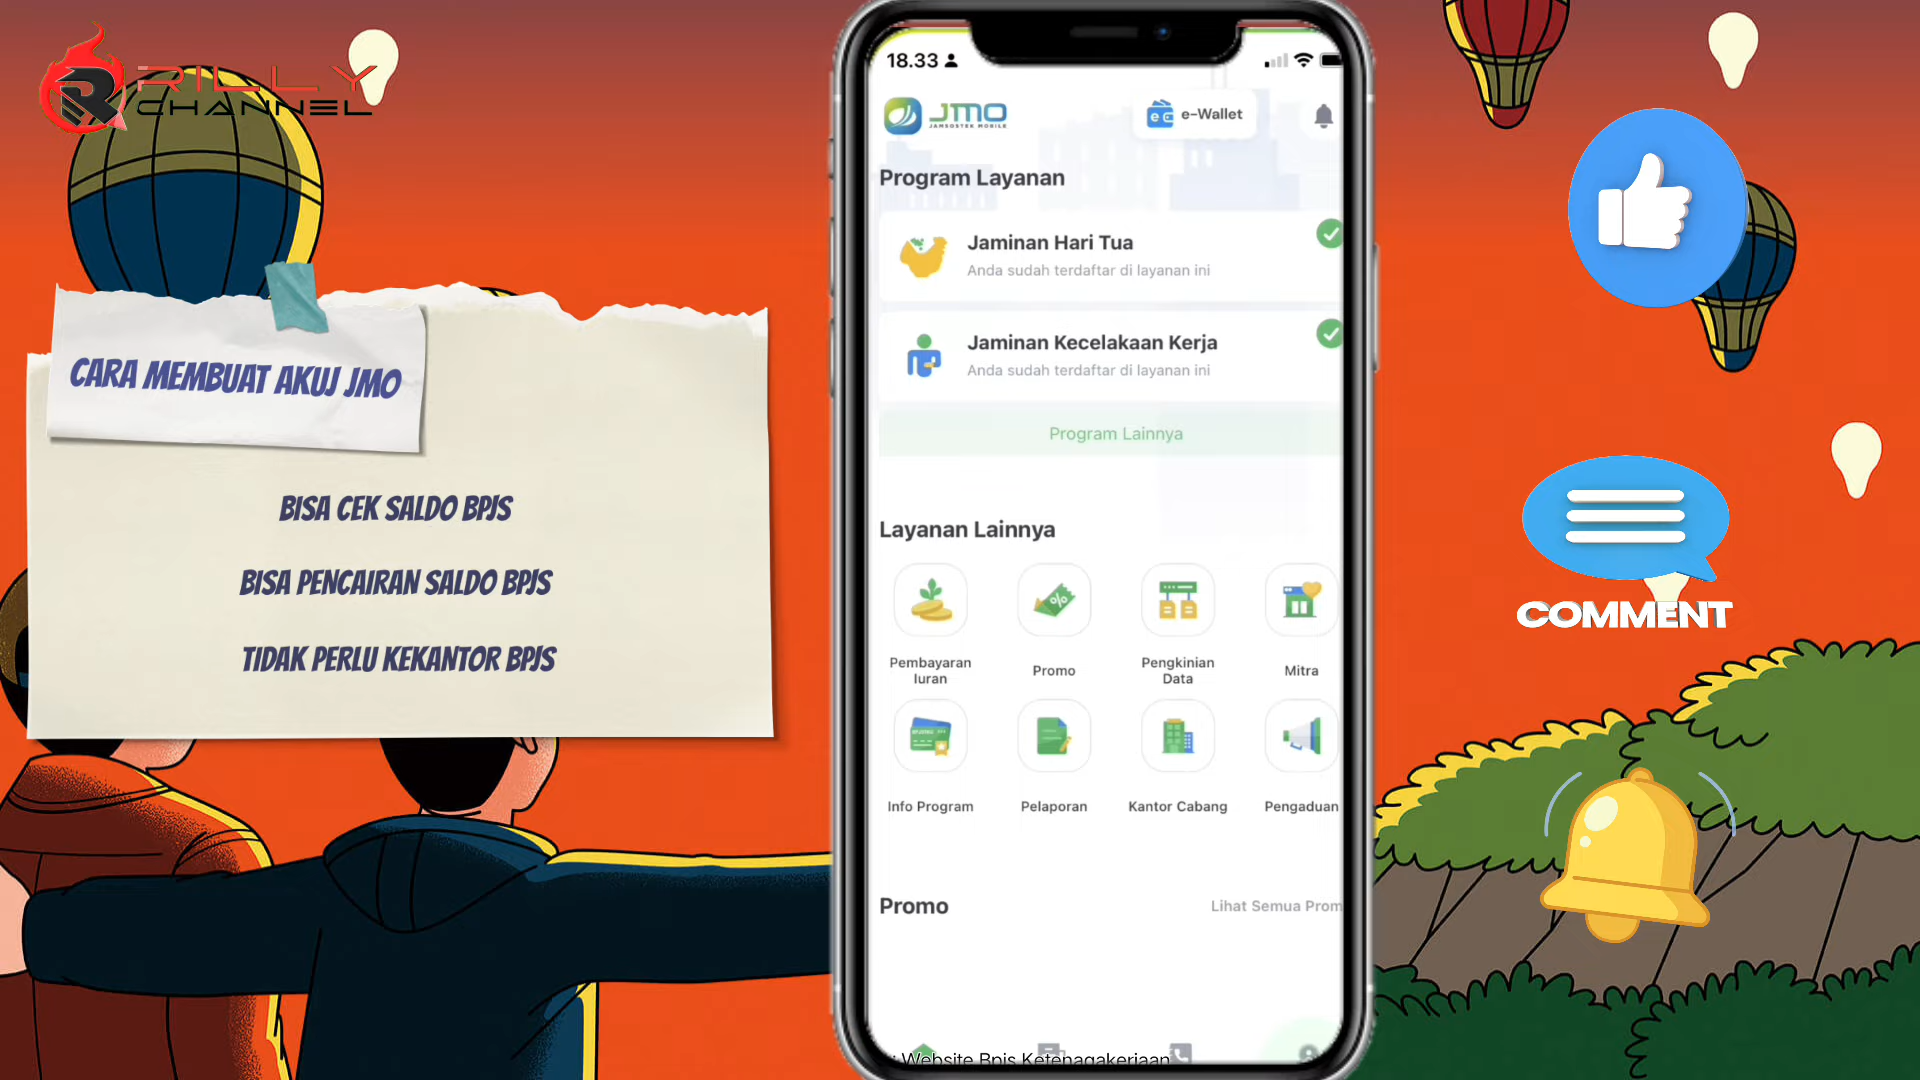 RILLY
CHANNEL
CARA MEMBUAT AKUJ JMO
BISA CEK SALDO BPJS
BISA PENCAIRAN SALDO BPJS
TIDAK PERLU KEKANTOR BPJS
18.33
JMO
JAMSOSTEK MOBILE
e-Wallet
Program Layanan
Jaminan Hari Tua
Anda sudah terdaftar di layanan ini
Jaminan Kecelakaan Kerja
Anda sudah terdaftar di layanan ini
Program Lainnya
Layanan Lainnya
Pembayaran
Iuran
Promo
Pengkinian
Data
Mitra
Info Program
Pelaporan
Kantor Cabang
Pengaduan
Promo
Lihat Semua Prom
Website Bpjs Ketenagakerjaan
COMMENT